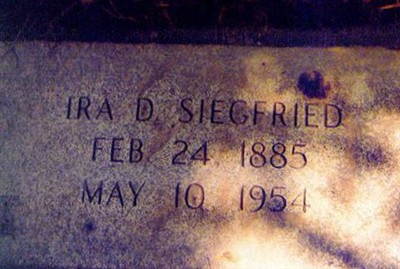 IRA D. SIEGFRIED
FEB. 24, 1885
MAY 10, 1954